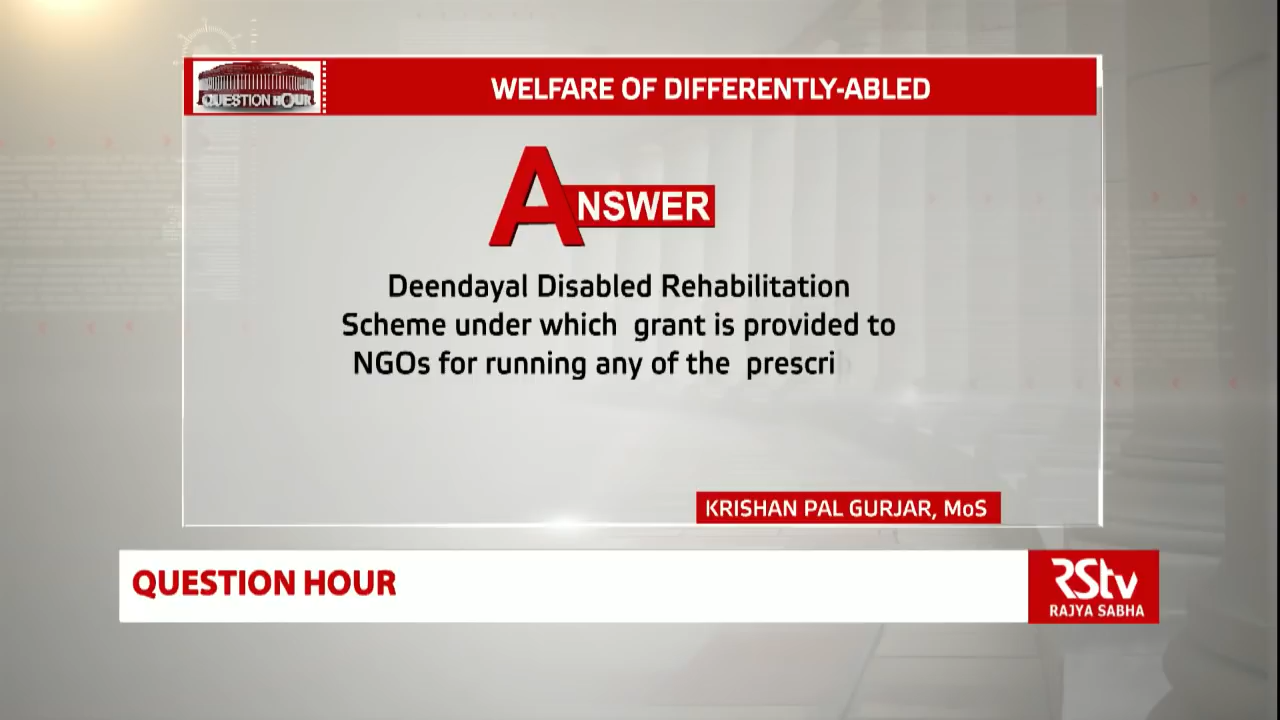 QUESTION HOUR
WELFARE OF DIFFERENTLY-ABLED
ANSWER
Deendayal Disabled Rehabilitation
Scheme under which grant is provided to
NGOs for running any of the prescri
KRISHAN PAL GURJAR, MoS
QUESTION HOUR
RStv
RAJYA SABHA